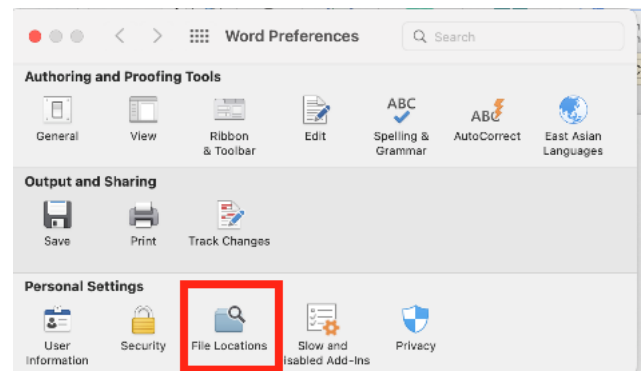 Word Preferences
Search
Authoring and Proofing Tools
ABC
ABC
General
View
Ribbon
& Toolbar
Edit
Spelling &
Grammar
AutoCorrect
East Asian
Languages
Output and Sharing
Save
Print
Track Changes
Personal Settings
User
Information
Security
File Locations
Slow and
isabled Add-Ins
Privacy